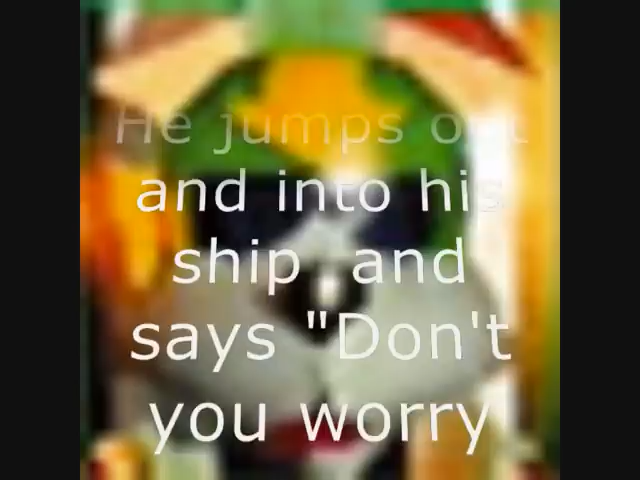 He jumps out
and into his
ship  and
says "Don't
you worry